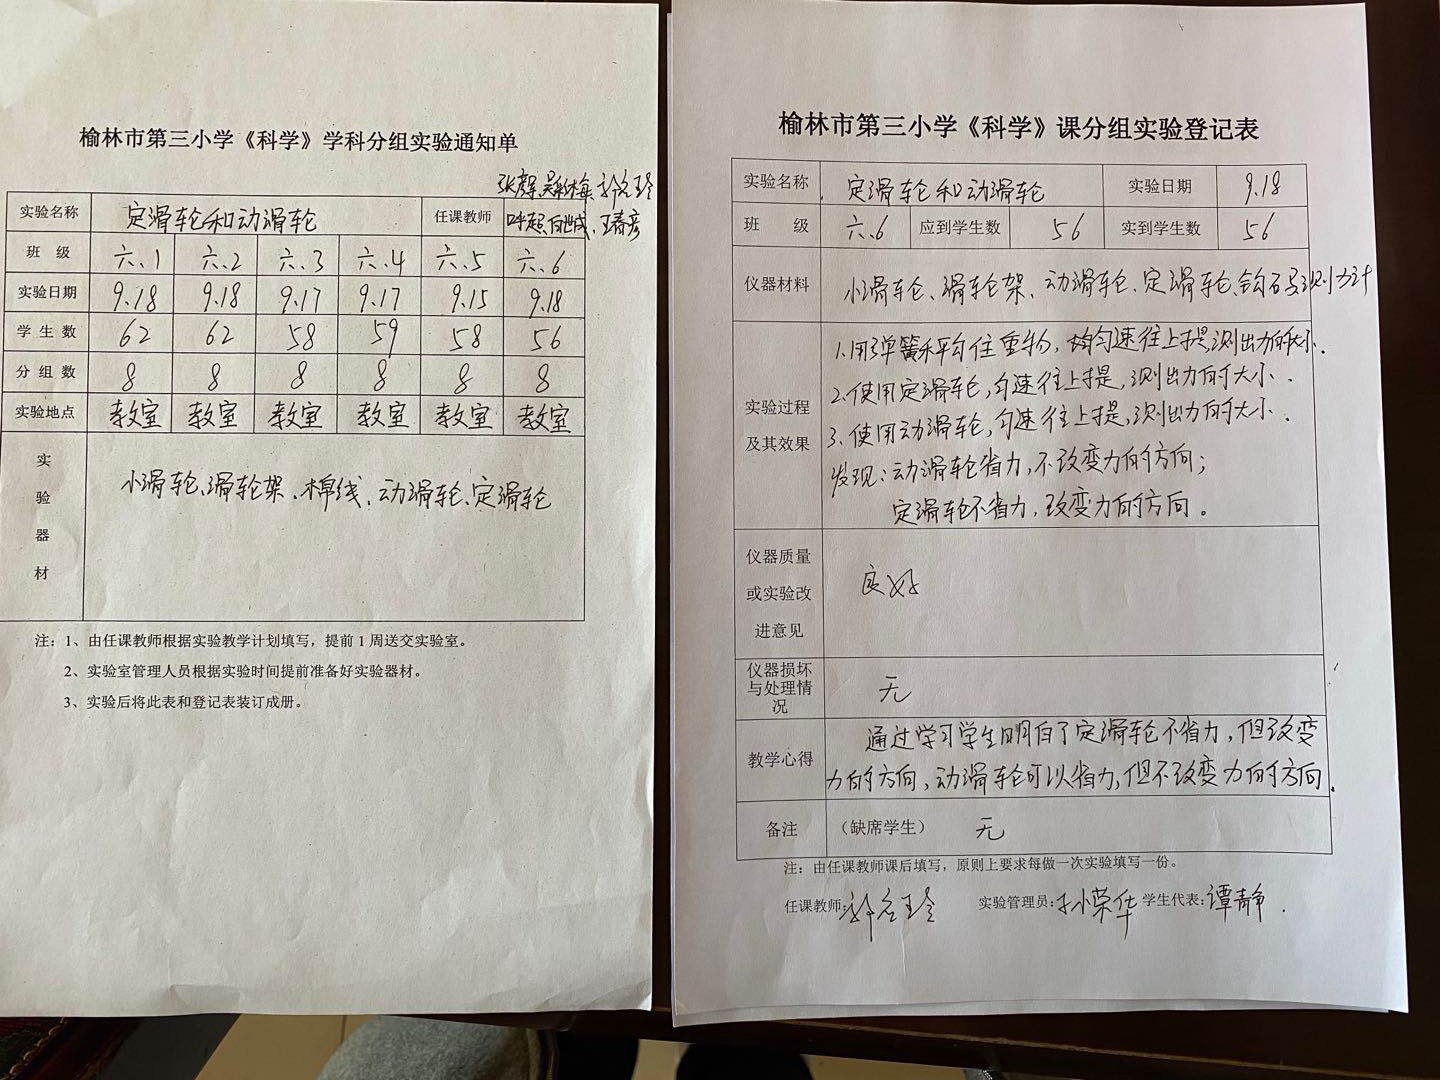 榆林市第三小学《科学》学科分组实验通知单
实验名称 定滑轮和动滑轮 任课教师 呼起 白世成、王春彦
班 级 六.1 六.2 六.3 六.4 六.5 六.6
实验日期 9.18 9.18 9.17 9.17 9.15 9.18
学 生 数 62 62 58 59 58 56
分 组 数 8 8 8 8 8 8
实验地点 教室 教室 教室 教室 教室 教室
实验器材 小滑轮、滑轮架、棉线、动滑轮、定滑轮
注：1、由任课教师根据实验教学计划填写，提前1周送交实验室。
2、实验室管理人员根据实验时间提前准备好实验器材。
3、实验后将此表和登记表装订成册。
榆林市第三小学《科学》课分组实验登记表
实验名称 定滑轮和动滑轮 实验日期 9.18
班 级 六.6 应到学生数 56 实到学生数 56
仪器材料 小滑轮、滑轮架、动滑轮、定滑轮、钩码、测力计
实验过程
及其效果
1.用弹簧秤勾住重物，均匀速往上提，测出力的大小.
2.使用定滑轮，匀速往上提，测出力的大小.
3.使用动滑轮，匀速往上提，测出力的大小.
发现：动滑轮省力，不改变力的方向；
定滑轮不省力，改变力的方向。
仪器质量
或实验改
进意见
良好
仪器损坏
与处理情
况
无
教学心得
通过学习学生明白了定滑轮不省力，但改变
力的方向，动滑轮可以省力，但不改变力的方向.
备注 （缺席学生） 无
注：由任课教师课后填写，原则上要求每做一次实验填写一份。
任课教师： 实验管理员：孙荣华 学生代表：谭静.